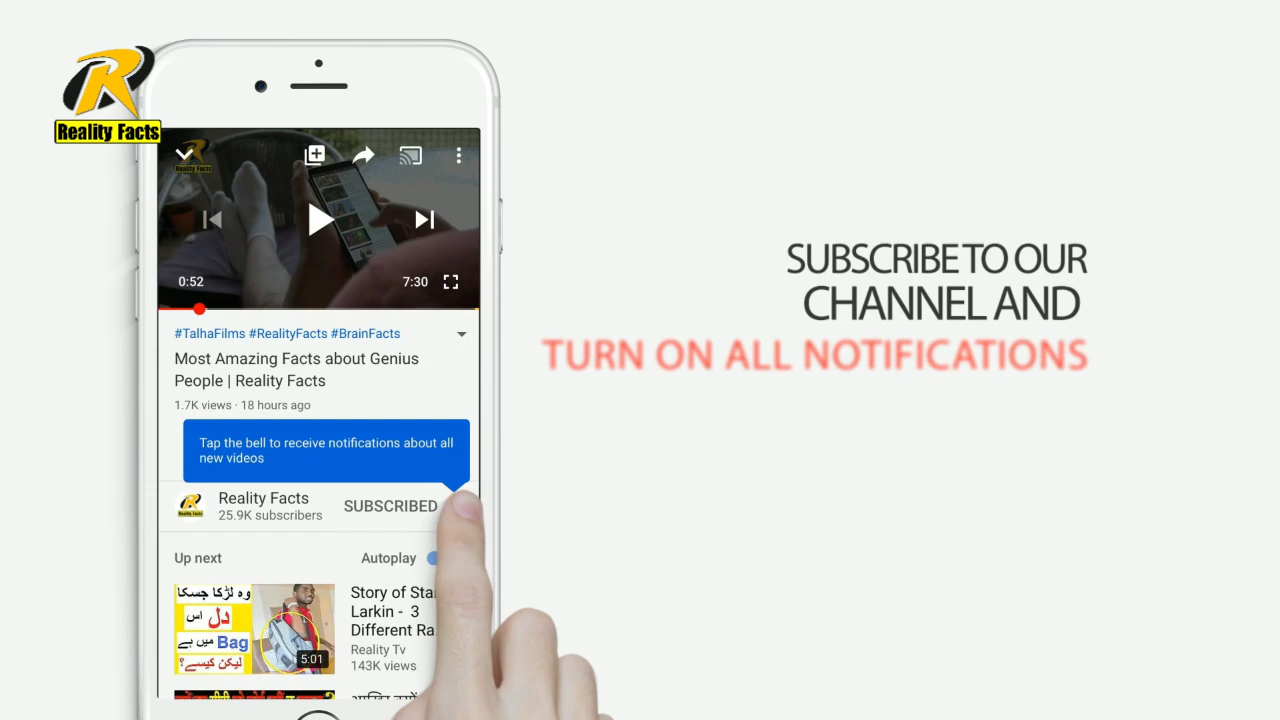 Reality Facts
0:52
7:30
#TalhaFilms #RealityFacts #BrainFacts
Most Amazing Facts about Genius
People | Reality Facts
1.7K views · 18 hours ago
Tap the bell to receive notifications about all
new videos
Reality Facts
25.9K subscribers
SUBSCRIBED
Up next
Autoplay
وہ لڑکا جسکا
دل اس
Bag میں ہے
لیکن کیسے؟
5:01
Story of Sta
Larkin - 3
Different Ra
Reality Tv
143K views
SUBSCRIBE TO OUR
CHANNEL AND
TURN ON ALL NOTIFICATIONS